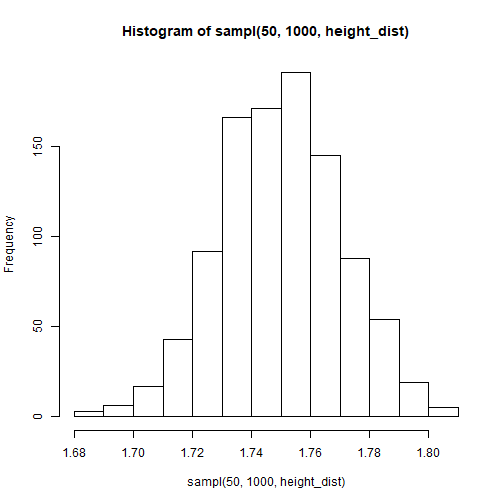 Histogram of sampl(50, 1000, height_dist)
Frequency
150
100
50
0
1.68 1.70 1.72 1.74 1.76 1.78 1.80
sampl(50, 1000, height_dist)